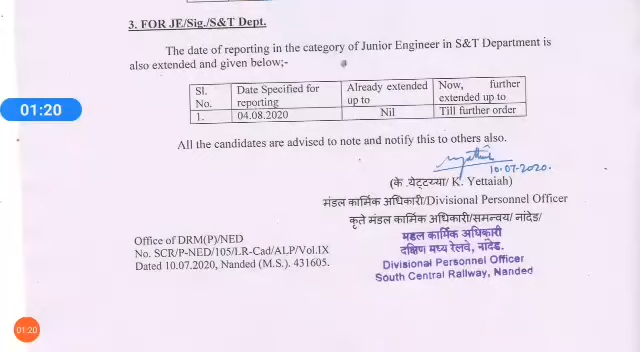 3. FOR JE/Sig./S&T Dept.
The date of reporting in the category of Junior Engineer in S&T Department is
also extended and given below;-
Sl. No. Date Specified for reporting Already extended up to Now, further extended up to
1. 04.08.2020 Nil Till further order
All the candidates are advised to note and notify this to others also.
01:20
10.07.2020.
(के .येट्टय्या/ K. Yettaiah)
मंडल कार्मिक अधिकारी/Divisional Personnel Officer
कृते मंडल कार्मिक अधिकारी/समन्वय/ नांदेड/
मंडल कार्मिक अधिकारी
दक्षिण मध्य रेलवे, नांदेड.
Divisional Personnel Officer
South Central Railway, Nanded
Office of DRM(P)/NED
No. SCR/P-NED/105/LR-Cad/ALP/Vol.IX
Dated 10.07.2020, Nanded (M.S.). 431605.
01:20